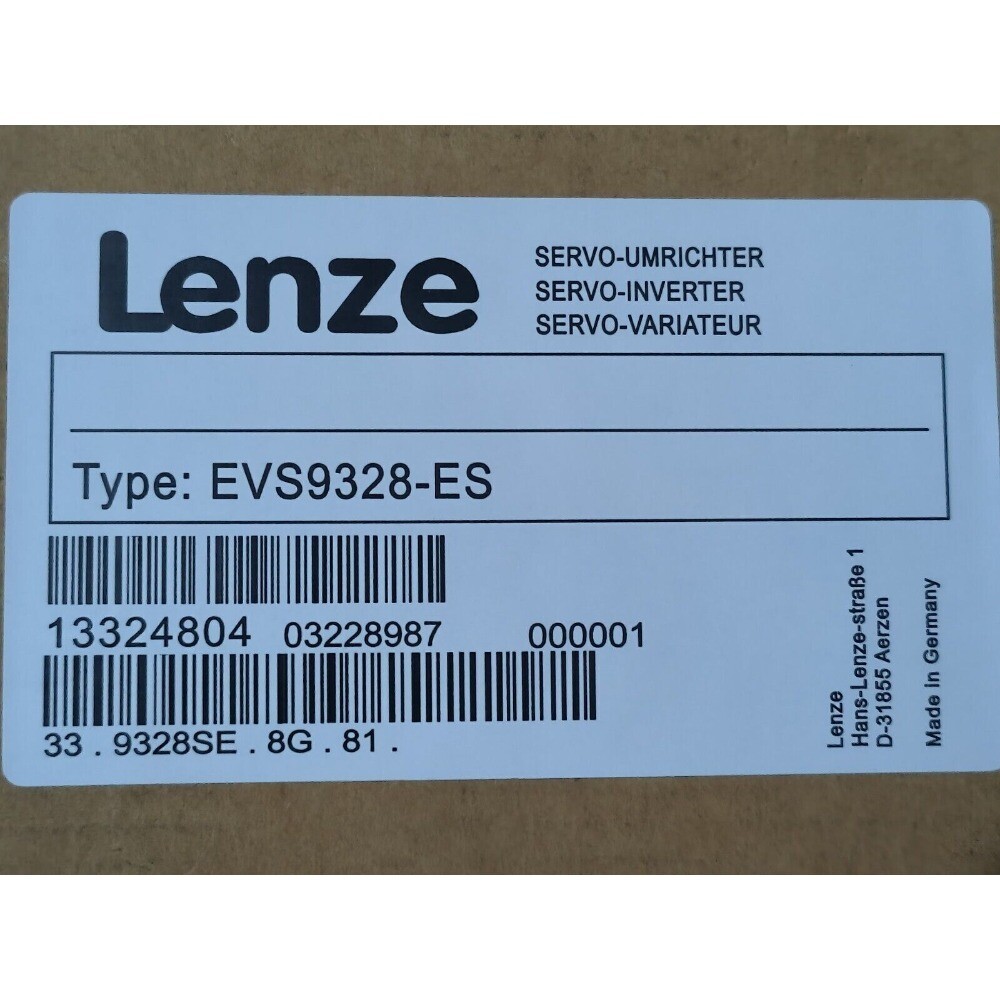 Lenze
SERVO-UMRICHTER
SERVO-INVERTER
SERVO-VARIATEUR
Type: EVS9328-ES
13324804 03228987 000001
33 . 9328SE . 8G . 81 .
Lenze
Hans-Lenze-straße 1
D-31855 Aerzen
Made in Germany